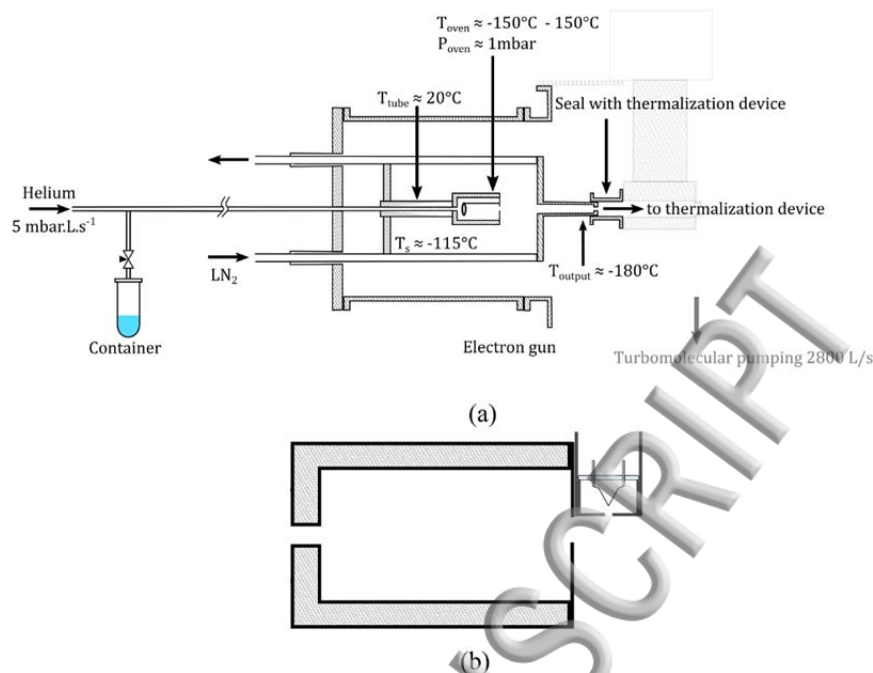 T_oven ≈ -150°C - 150°C
P_oven ≈ 1mbar
T_tube ≈ 20°C
Seal with thermalization device
Helium
5 mbar.L.s⁻¹
to thermalization device
T_s ≈ -115°C
LN₂
T_output ≈ -180°C
Container
Electron gun
Turbomolecular pumping 2800 L/s
(a)
(b)
SCRIPT